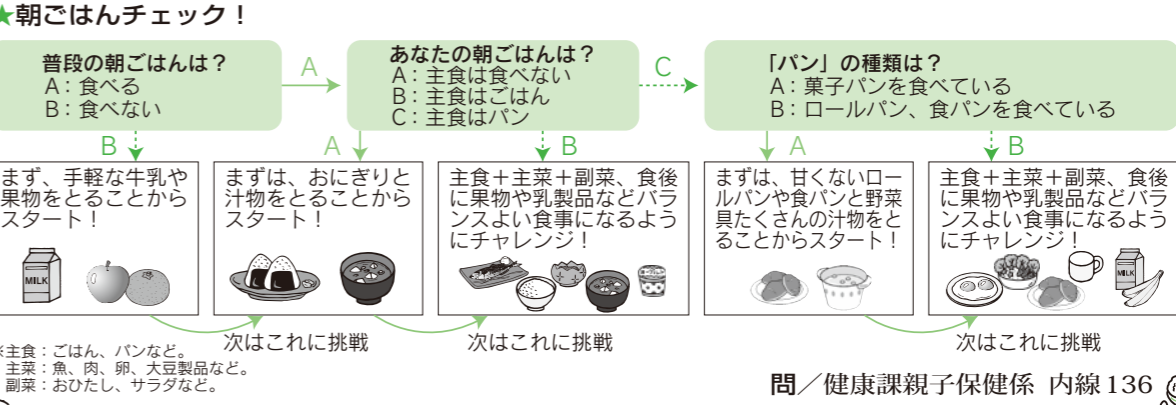 ★朝ごはんチェック！
普段の朝ごはんは？
A：食べる
B：食べない
A
あなたの朝ごはんは？
A：主食は食べない
B：主食はごはん
C：主食はパン
C
「パン」の種類は？
A：菓子パンを食べている
B：ロールパン、食パンを食べている
B
A
B
A
B
まず、手軽な牛乳や
果物をとることから
スタート！
MILK
まずは、おにぎりと
汁物をとることから
スタート！
主食＋主菜＋副菜、食後
に果物や乳製品などバラ
ンスよい食事になるよう
にチャレンジ！
まずは、甘くないロー
ルパンや食パンと野菜
具たくさんの汁物をと
ることからスタート！
主食＋主菜＋副菜、食後
に果物や乳製品などバラ
ンスよい食事になるよう
にチャレンジ！
MILK
次はこれに挑戦
次はこれに挑戦
次はこれに挑戦
※主食：ごはん、パンなど。
主菜：魚、肉、卵、大豆製品など。
副菜：おひたし、サラダなど。
問／健康課親子保健係 内線136